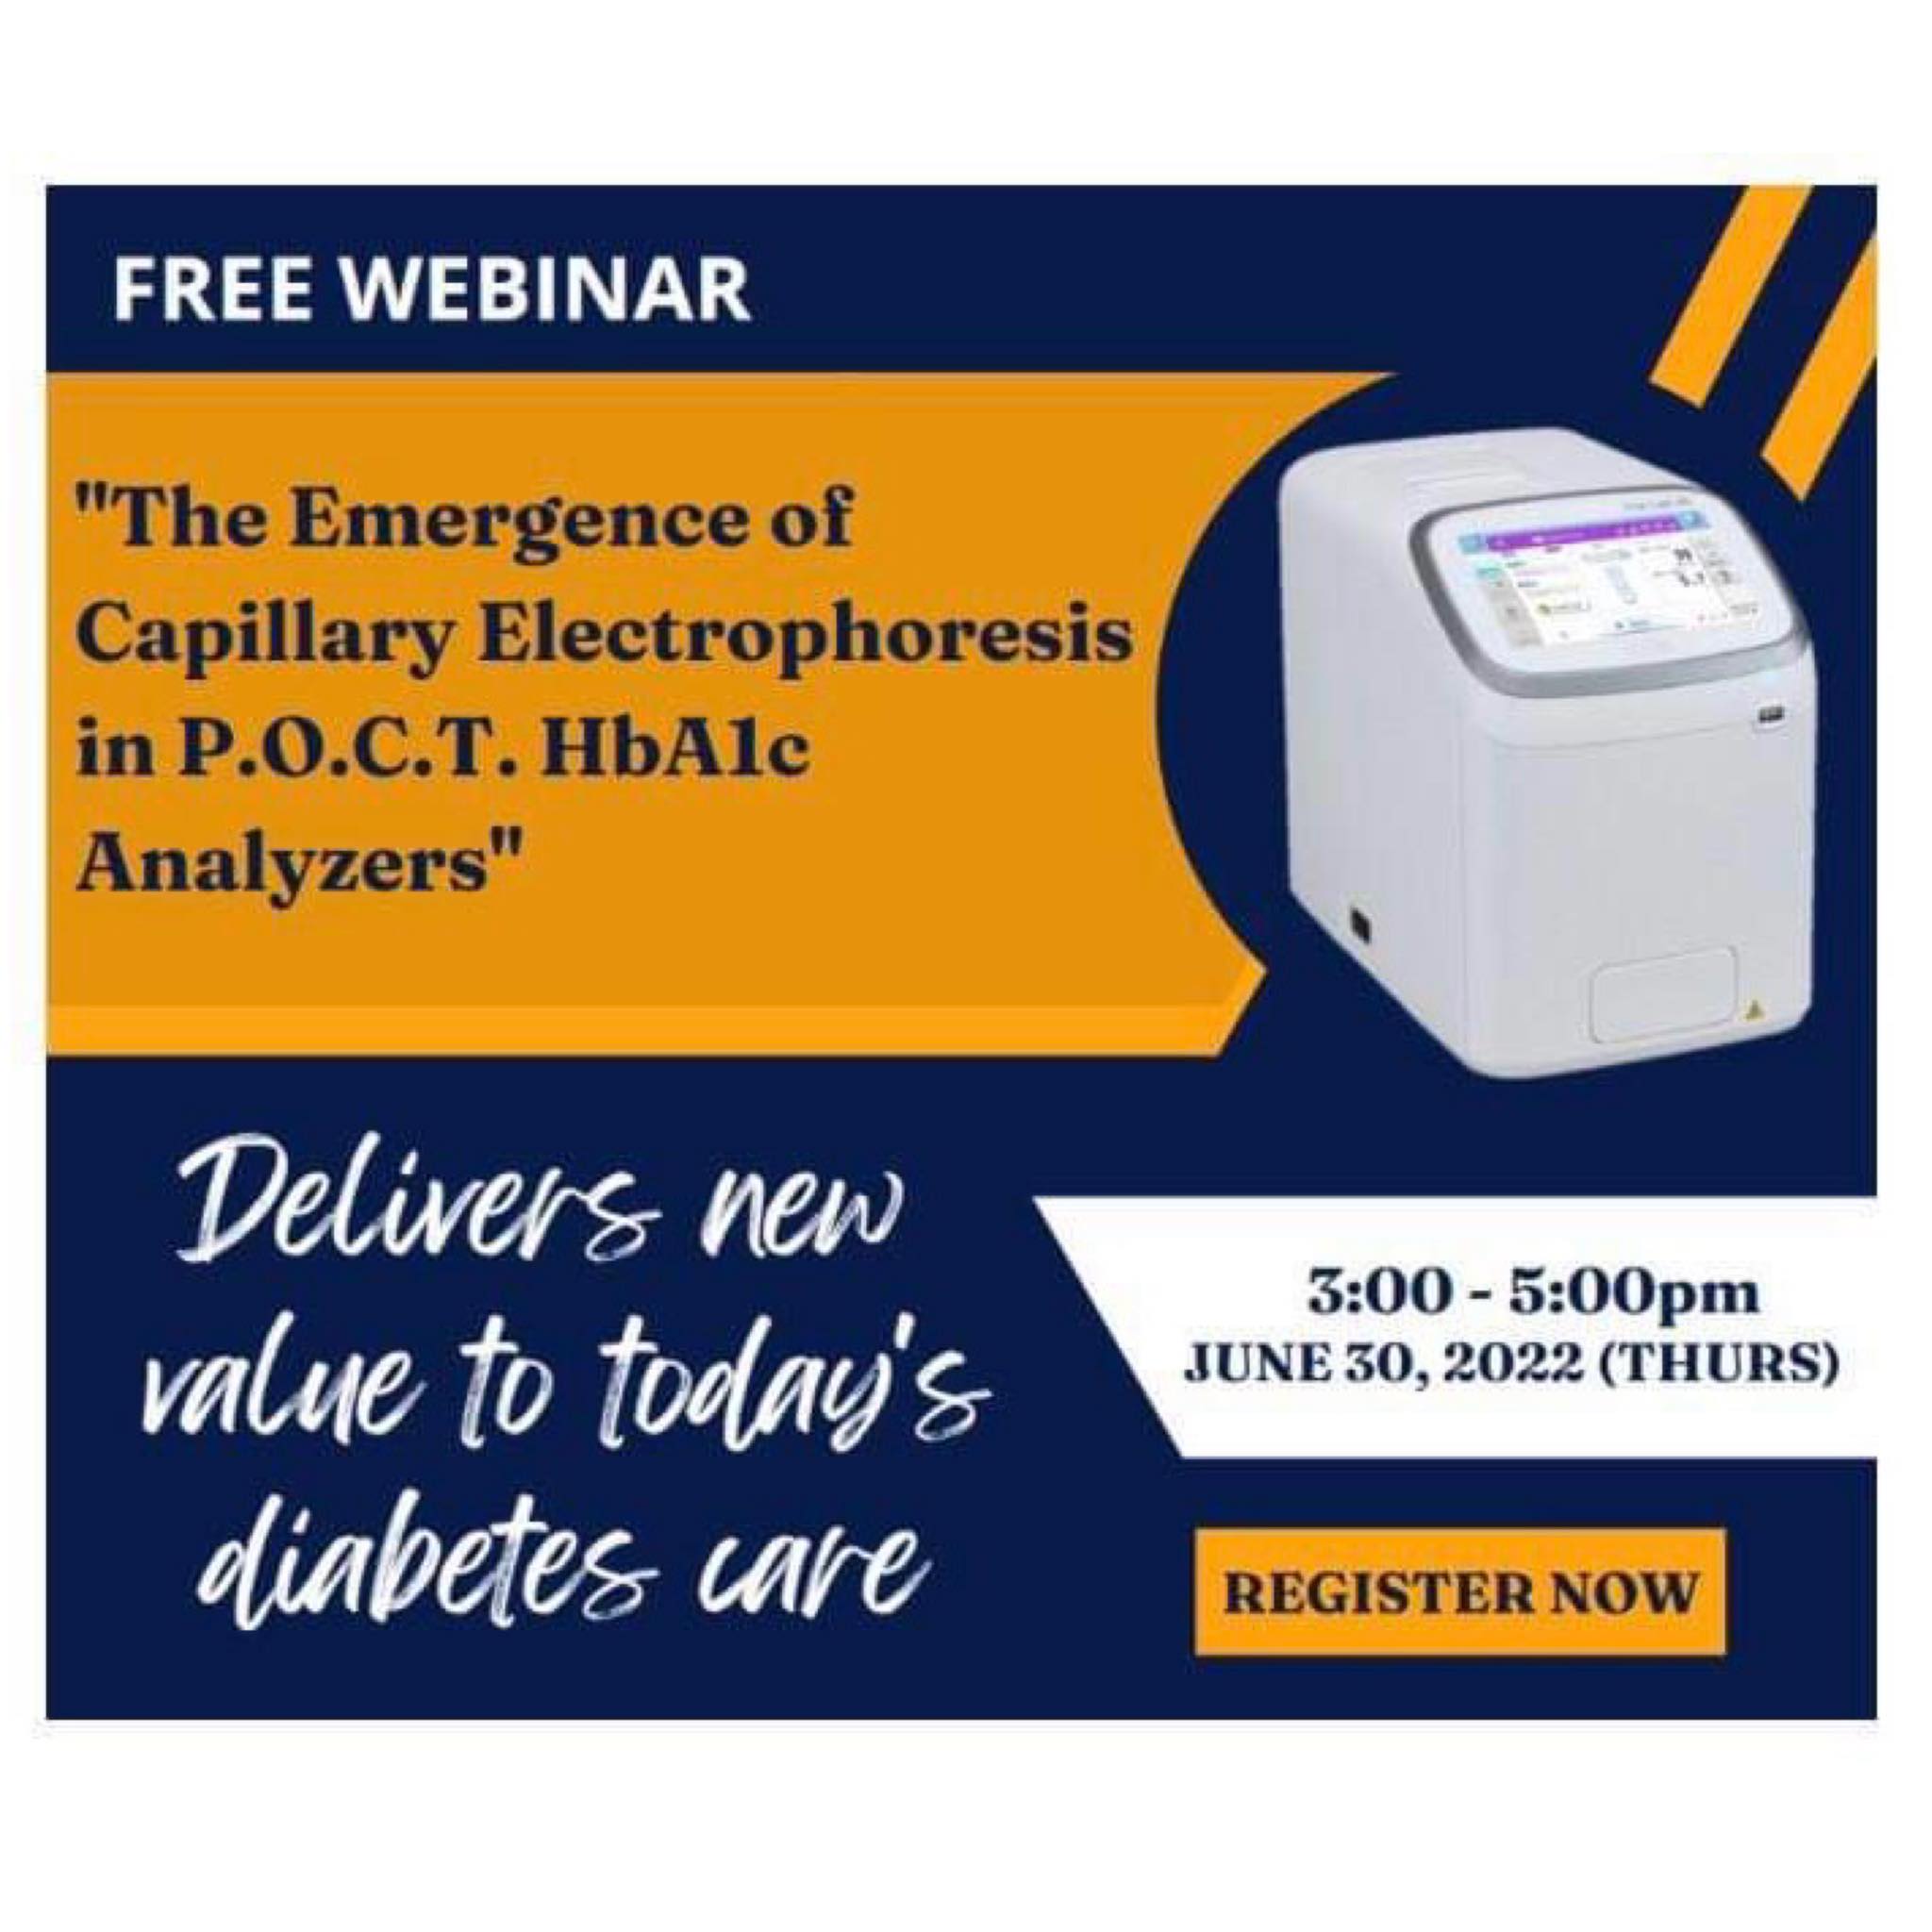 FREE WEBINAR
"The Emergence of
Capillary Electrophoresis
in P.O.C.T. HbA1c
Analyzers"
Delivers new
value to today's
diabetes care
3:00 - 5:00pm
JUNE 30, 2022 (THURS)
REGISTER NOW